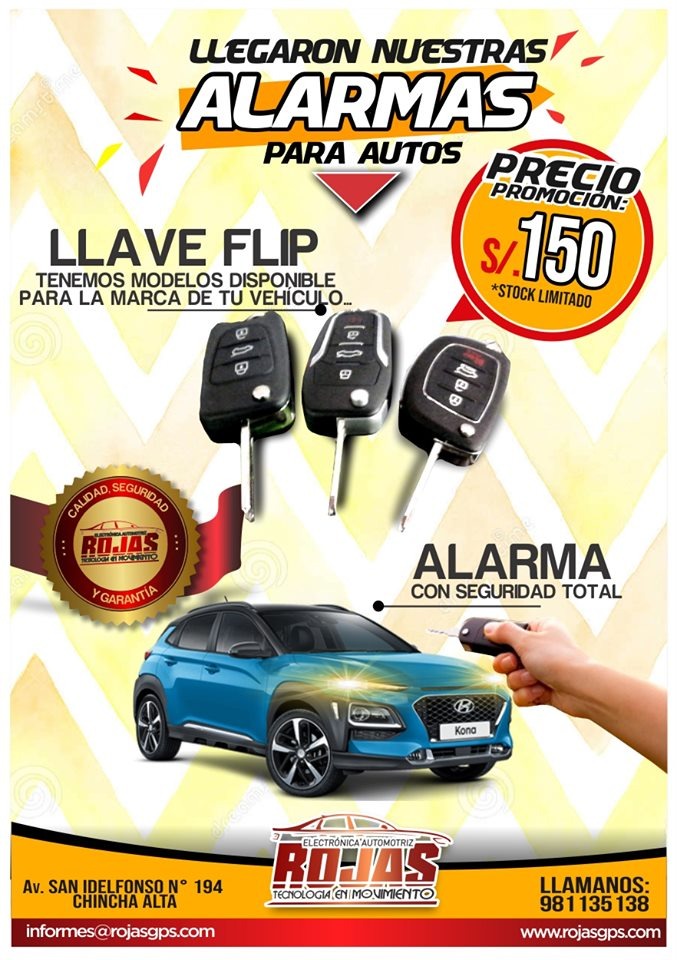 LLEGARON NUESTRAS
ALARMAS
PARA AUTOS
PRECIO
PROMOCIÓN:
S/.150
*STOCK LIMITADO
LLAVE FLIP
TENEMOS MODELOS DISPONIBLE
PARA LA MARCA DE TU VEHÍCULO...
CALIDAD, SEGURIDAD
ELECTRÓNICA AUTOMOTRIZ
ROJAS
TECNOLOGÍA EN MOVIMIENTO
Y GARANTÍA
ALARMA
CON SEGURIDAD TOTAL
Kona
ELECTRÓNICA AUTOMOTRIZ
ROJAS
TECNOLOGÍA EN MOVIMIENTO
Av. SAN IDELFONSO N° 194
CHINCHA ALTA
LLAMANOS:
981135138
informes@rojasgps.com
www.rojasgps.com